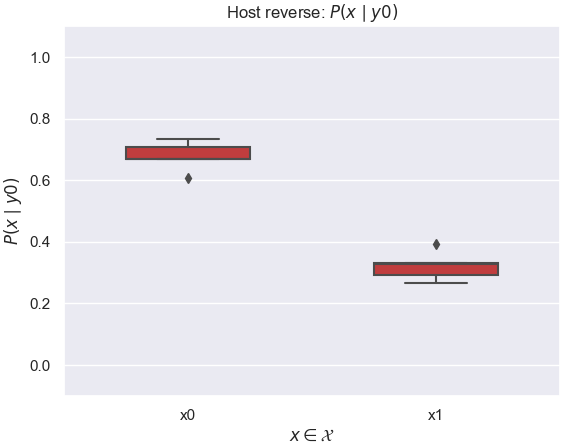 Host reverse: P(x | y0)
P(x | y0)
1.0
0.8
0.6
0.4
0.2
0.0
x0 x1
x ∈ 𝒳